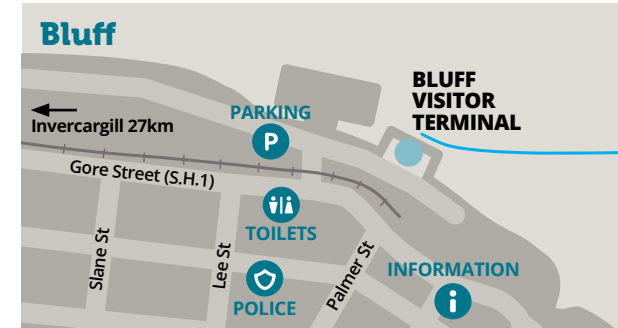 Bluff
BLUFF
VISITOR
TERMINAL
PARKING
P
Invercargill 27km
Gore Street (S.H.1)
TOILETS
Slane St
Lee St
Palmer St
POLICE
INFORMATION
i